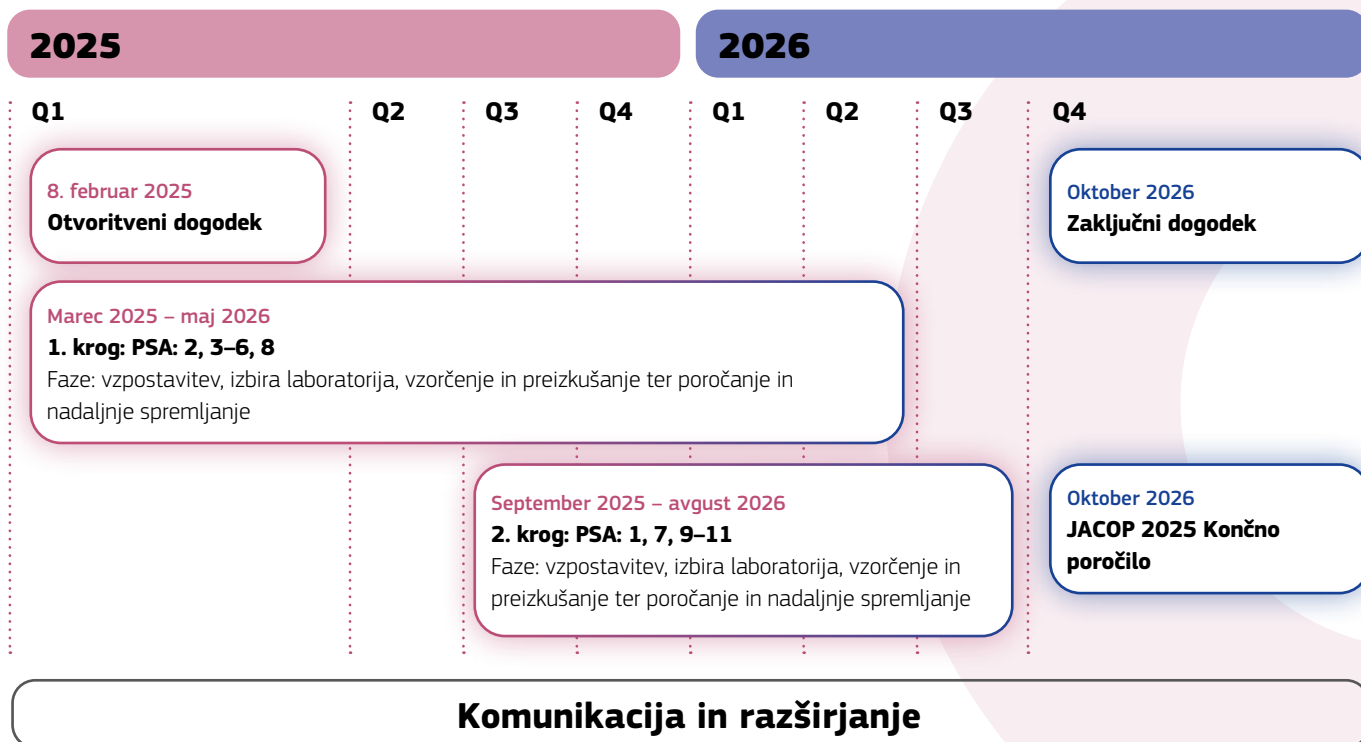 2025
2026
Q1
Q2
Q3
Q4
Q1
Q2
Q3
Q4
8. februar 2025
Otvoritveni dogodek
Oktober 2026
Zaključni dogodek
Marec 2025 – maj 2026
1. krog: PSA: 2, 3–6, 8
Faze: vzpostavitev, izbira laboratorija, vzorčenje in preizkušanje ter poročanje in
nadaljnje spremljanje
September 2025 – avgust 2026
2. krog: PSA: 1, 7, 9–11
Faze: vzpostavitev, izbira laboratorija, vzorčenje in
preizkušanje ter poročanje in nadaljnje spremljanje
Oktober 2026
JACOP 2025 Končno
poročilo
Komunikacija in razširjanje